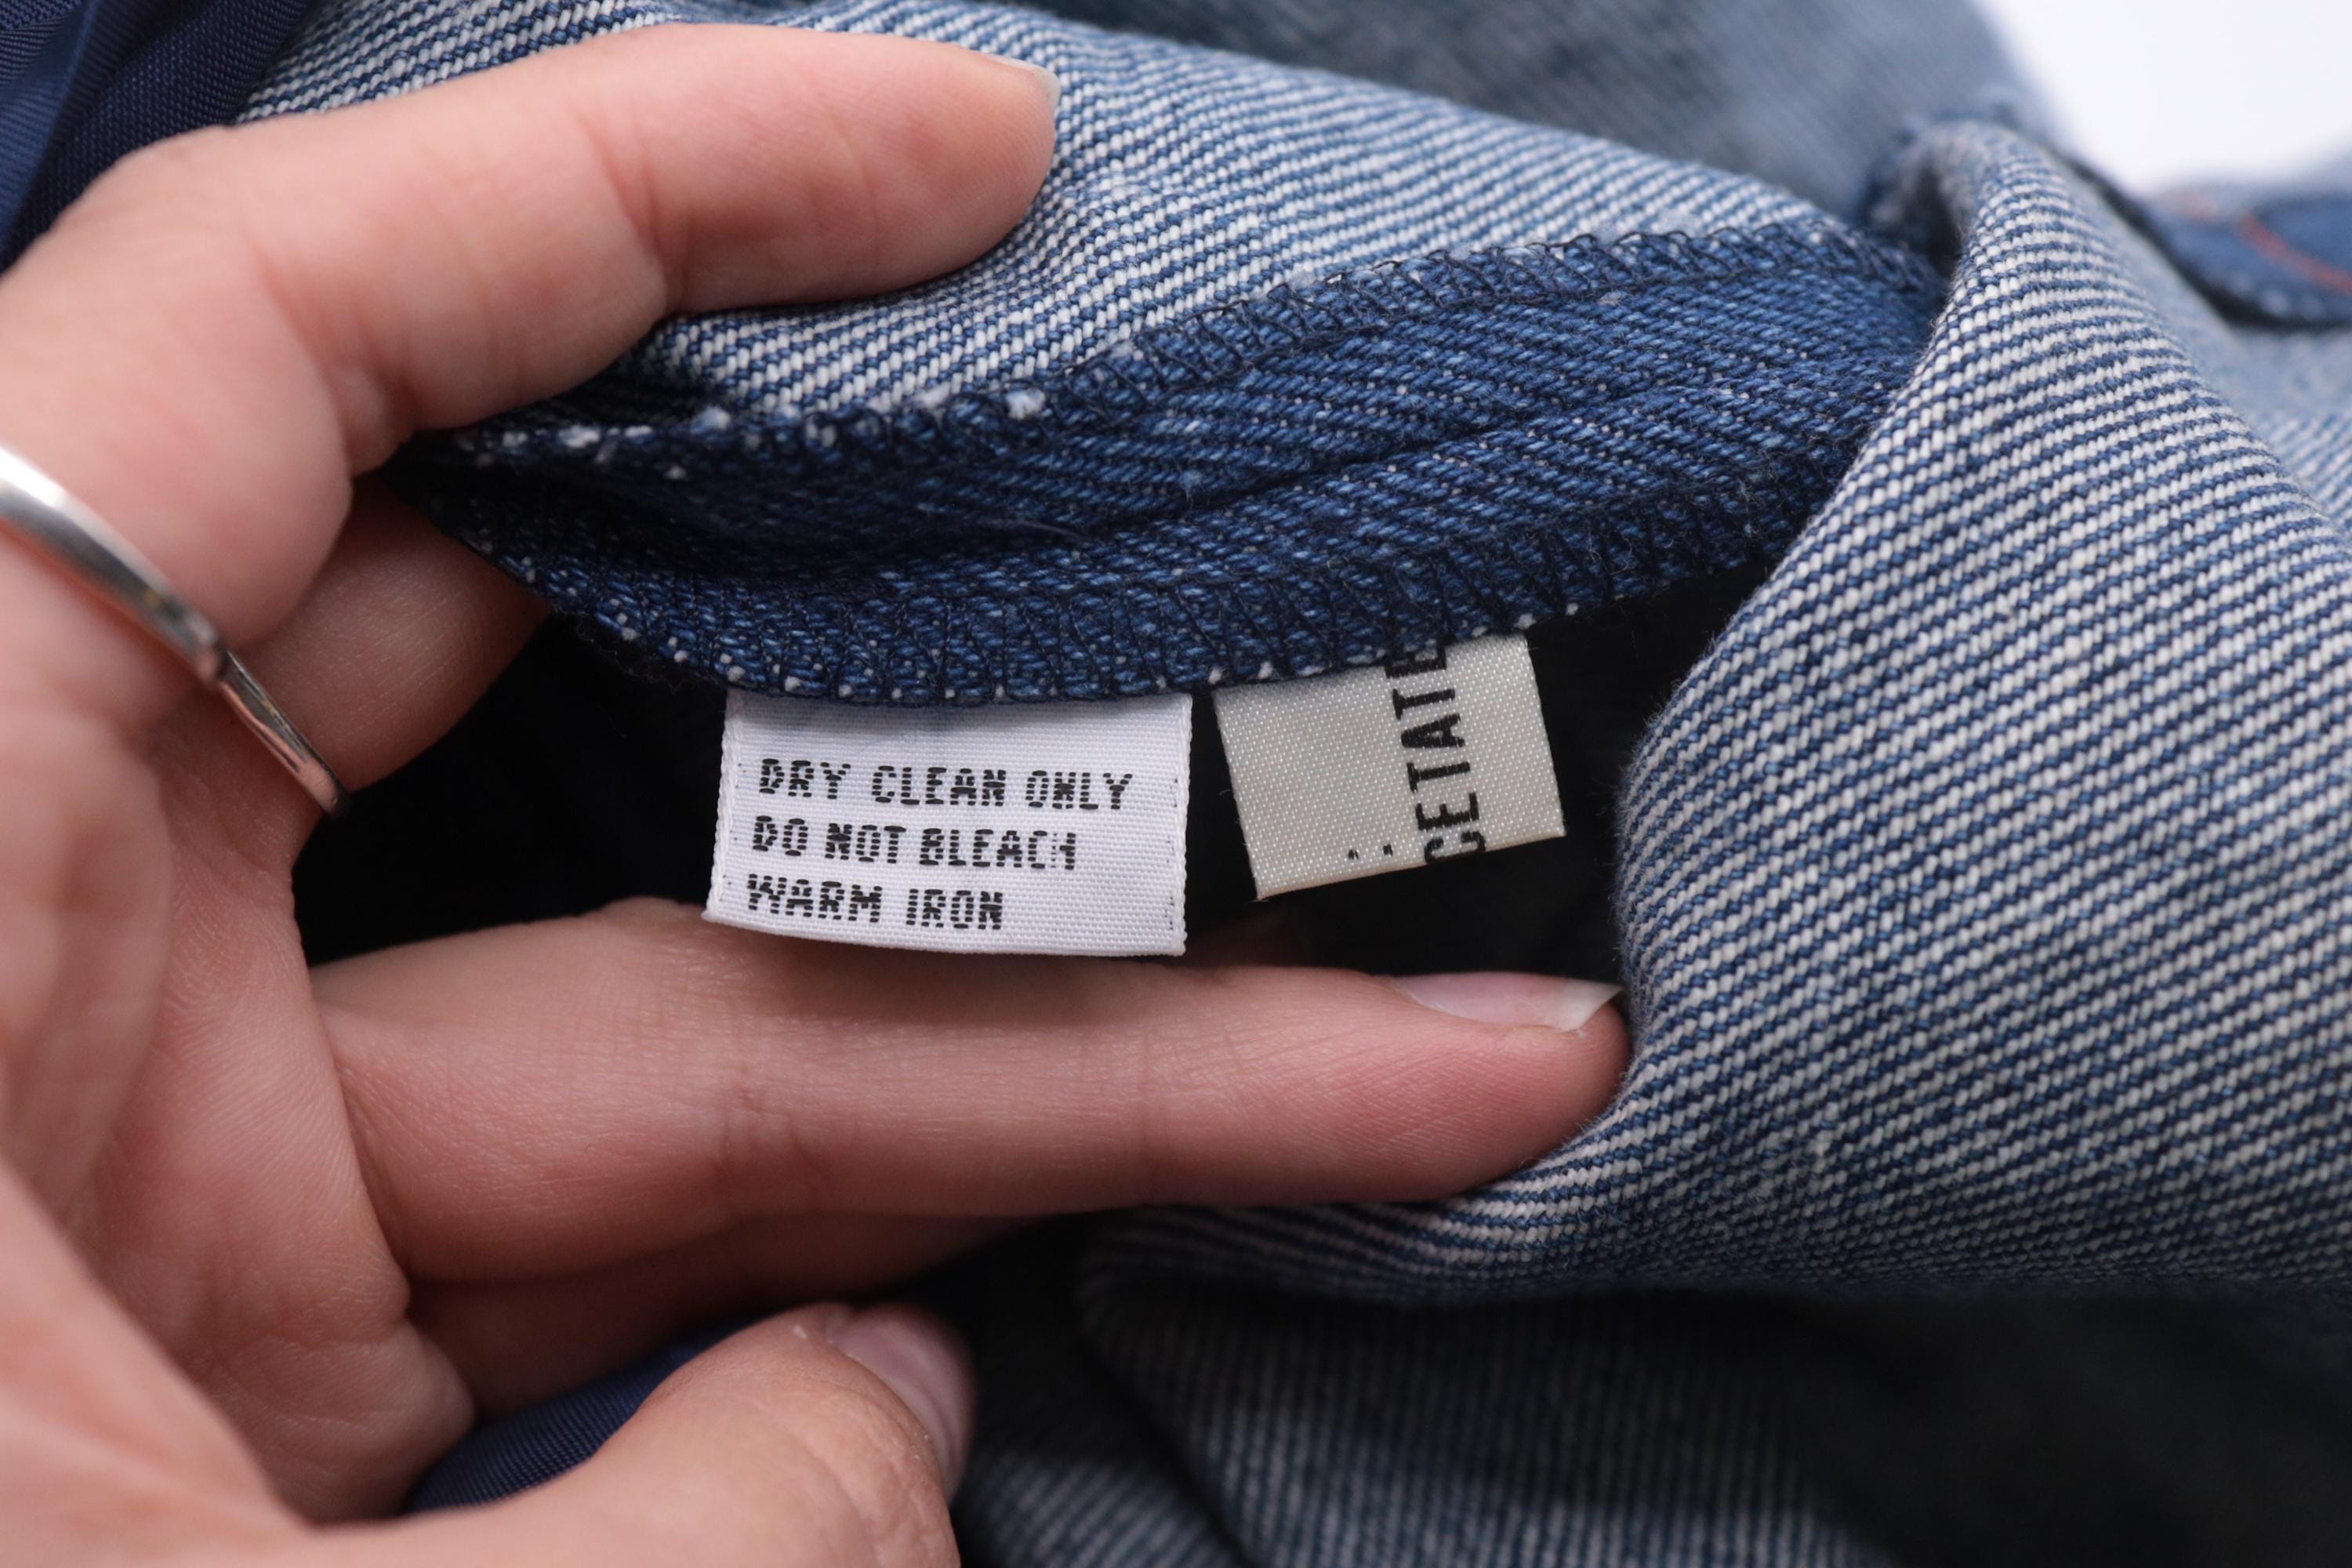 DRY CLEAN ONLY
DO NOT BLEACH
WARM IRON
CETATE